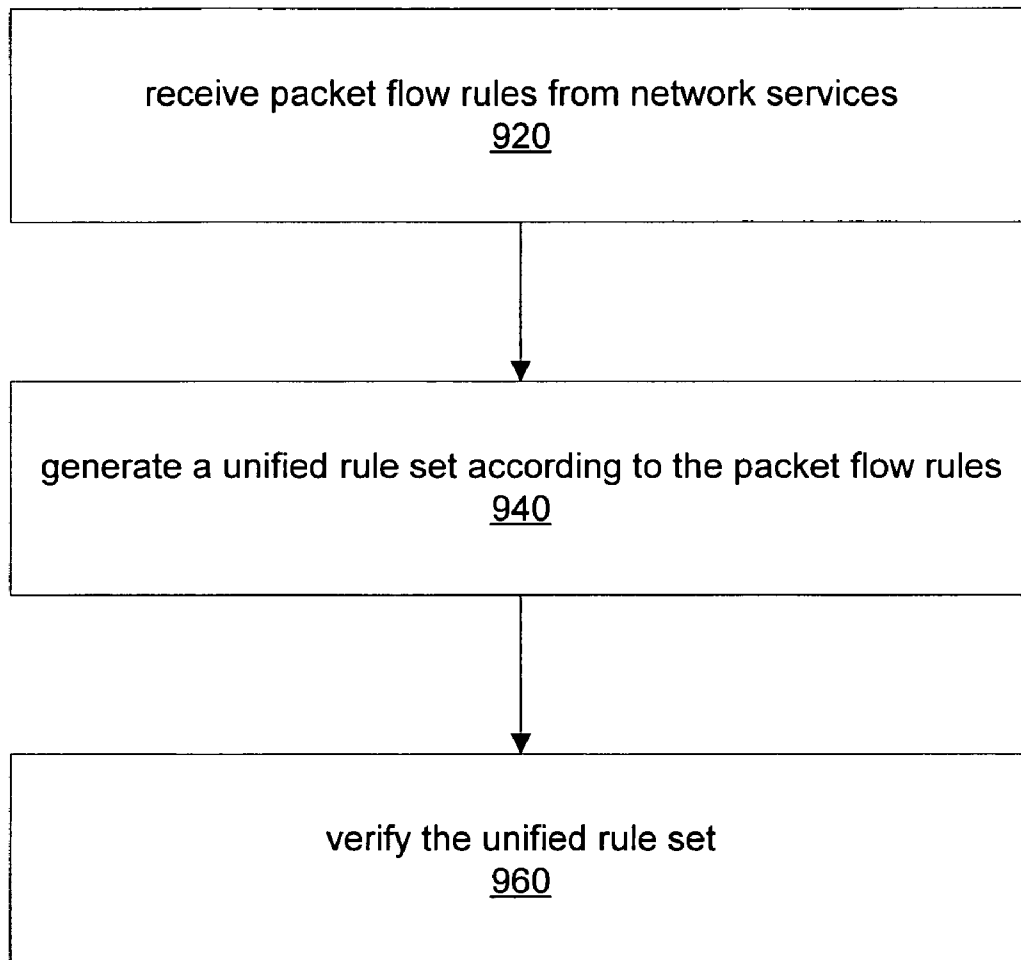 receive packet flow rules from network services
920
generate a unified rule set according to the packet flow rules
940
verify the unified rule set
960